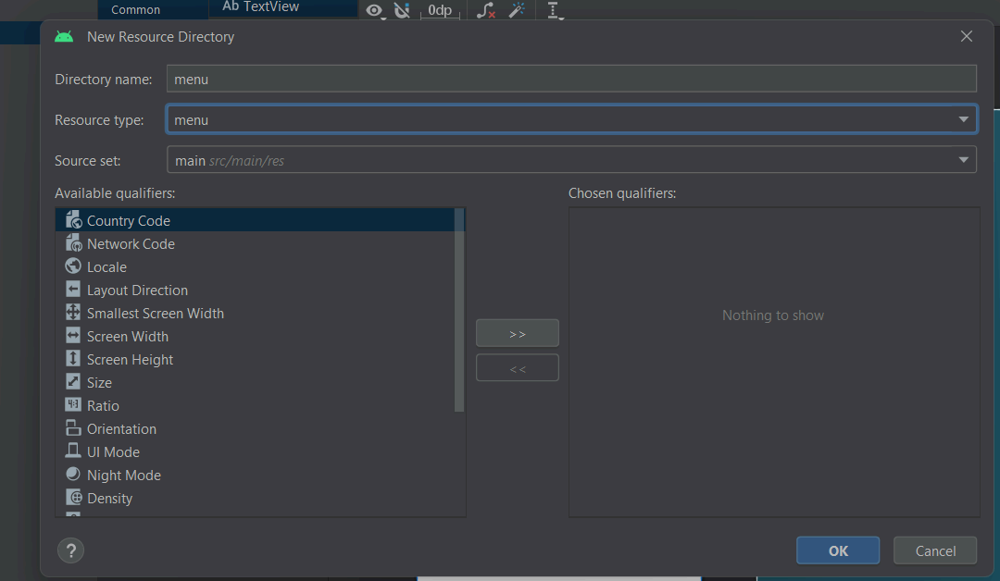 Common
Ab TextView
0dp
New Resource Directory
Directory name:
menu
Resource type:
menu
Source set:
main src/main/res
Available qualifiers:
Chosen qualifiers:
Country Code
Network Code
Locale
Layout Direction
Smallest Screen Width
Screen Width
Screen Height
Size
4:3 Ratio
Orientation
UI Mode
Night Mode
Density
>>
<<
Nothing to show
?
OK
Cancel